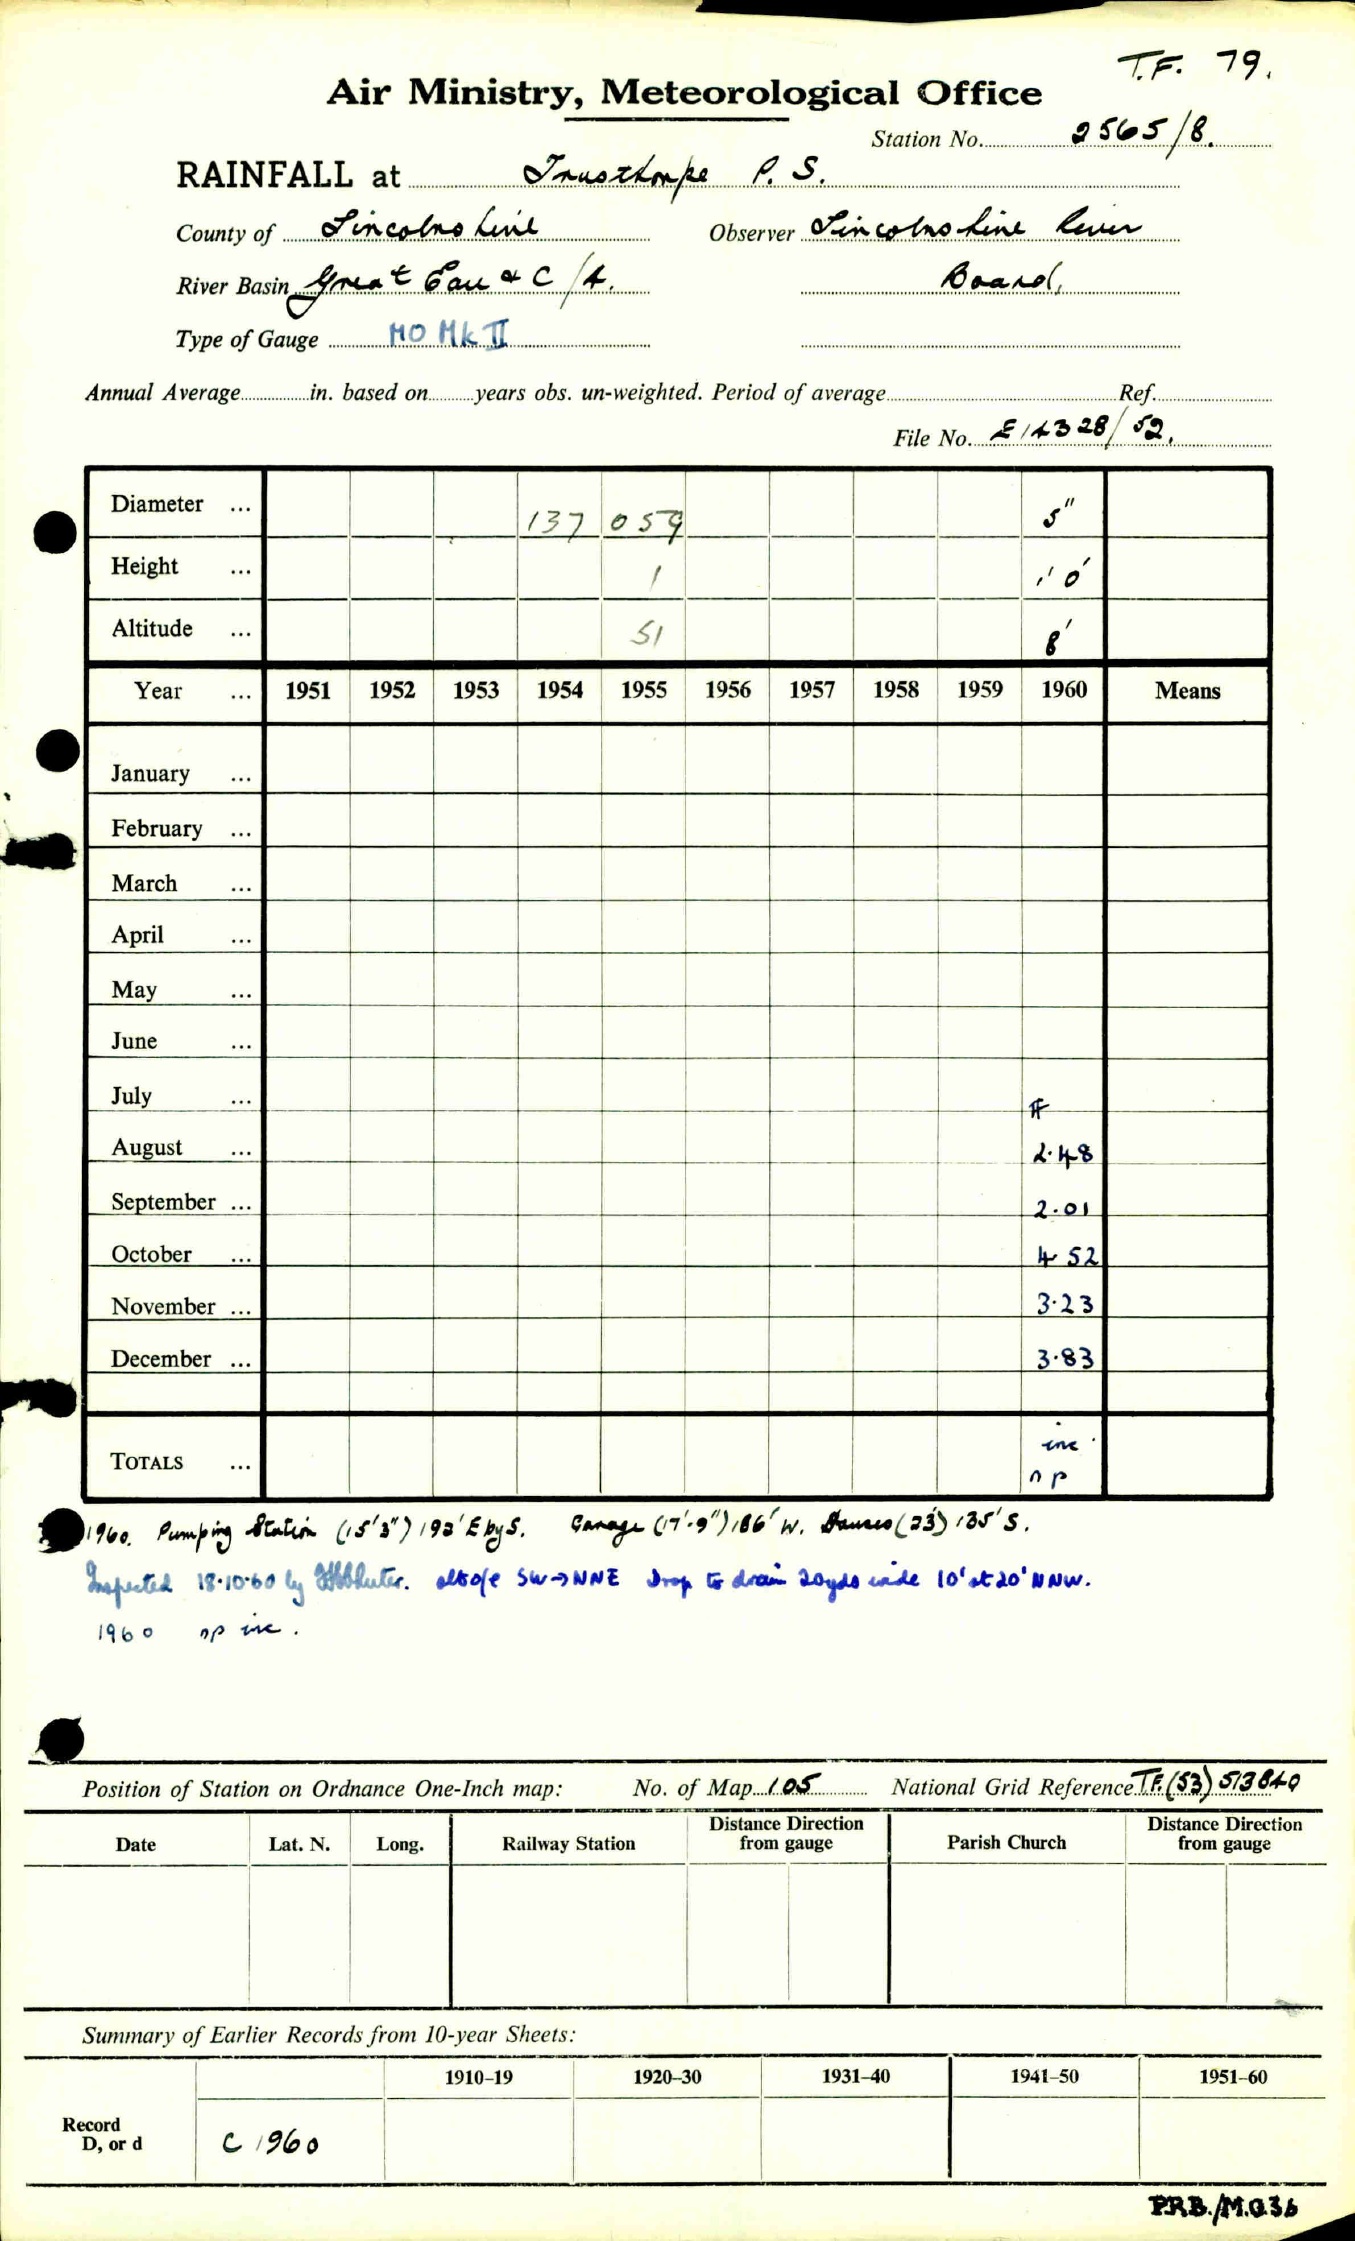 T.F. 79.
Air Ministry, Meteorological Office
Station No. 2565/8.
RAINFALL at Trusthorpe P. S.
County of Lincolnshire Observer Lincolnshire River
River Basin Great Eau & C/4. Board,
Type of Gauge MO Mk II
Annual Average in. based on years obs. un-weighted. Period of average Ref.
File No. 52.
Diameter ... 137 059 5"
Height ... 1 1' 0"
Altitude ... 51 8'
Year ... 1951 1952 1953 1954 1955 1956 1957 1958 1959 1960 Means
January ...
February ...
March ...
April ...
May ...
June ...
July ...
August ... 2.48
September ... 2.01
October ... 4 52
November ... 3.23
December ... 3.83
TOTALS ... inc
np
1960. Pumping Station (15'3") 192' E by S. Garage (17'.9") 166' W. Houses (23') 135' S.
Inspected 18.10.60 by SW→NNE Drop to drain 20yds wide 10' at 20' NNW.
1960 np inc.
Position of Station on Ordnance One-Inch map: No. of Map 105 National Grid Reference T.F. (53) 513840
Date Lat. N. Long. Railway Station Distance Direction from gauge Parish Church Distance Direction from gauge
Summary of Earlier Records from 10-year Sheets:
1910–19 1920–30 1931–40 1941–50 1951–60
Record
D, or d C 1960
P.R.B./M.O.36